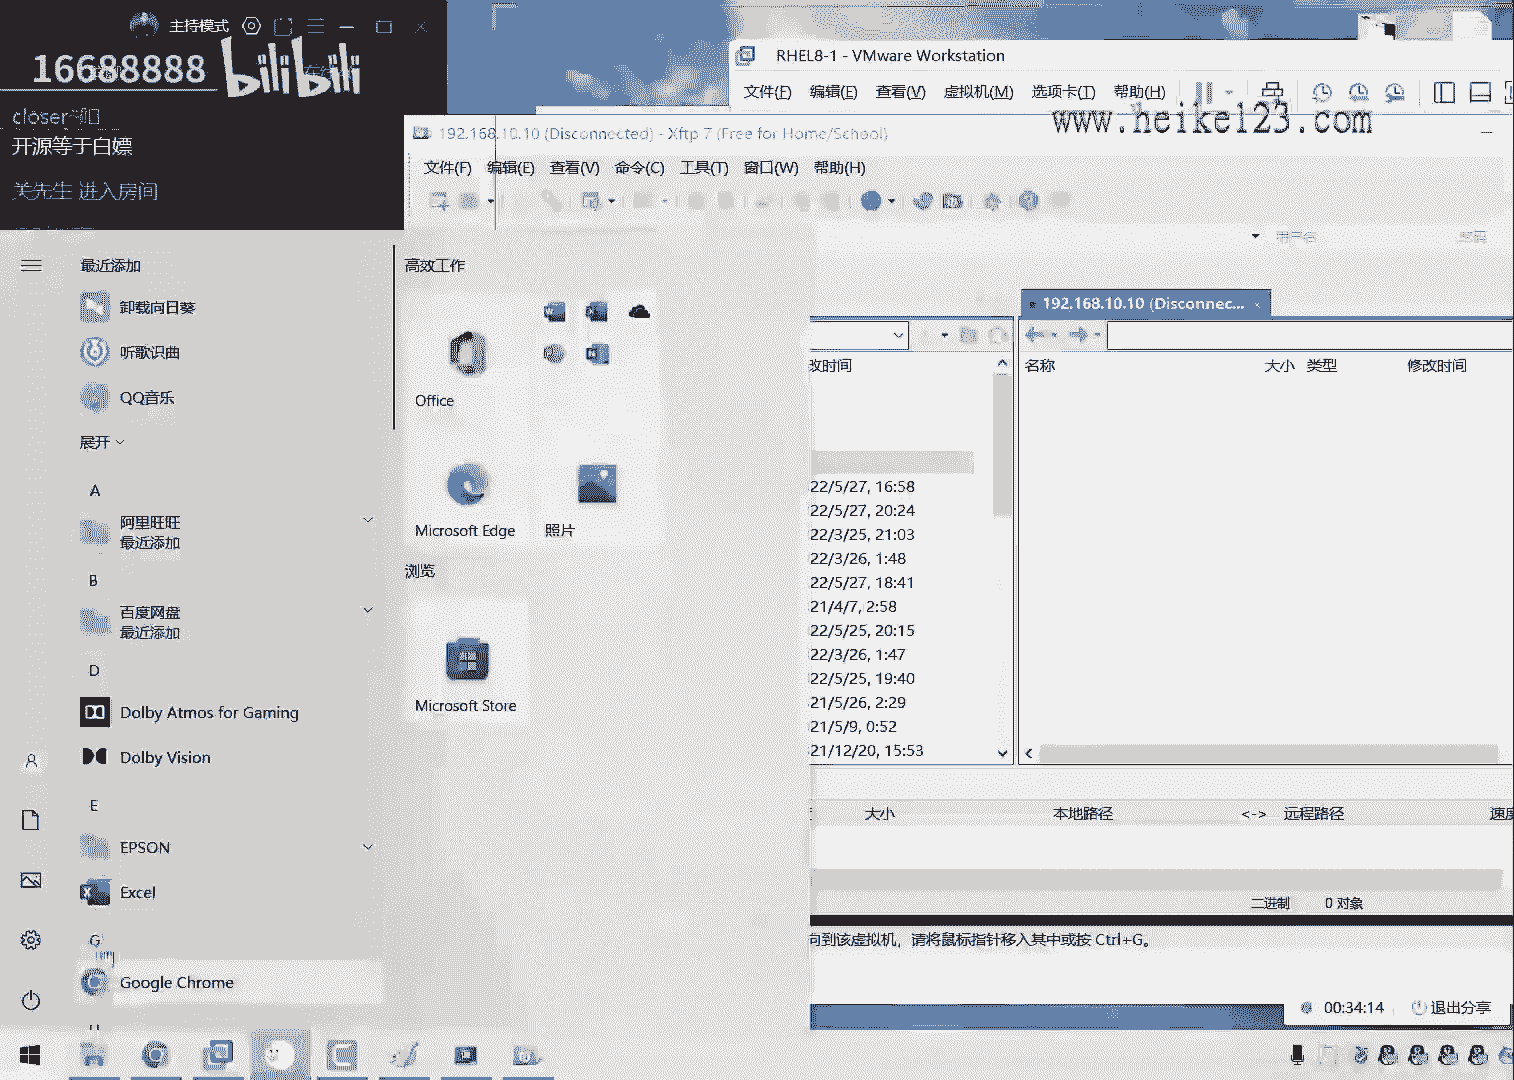 主持模式
16688888
bilibili
RHEL8-1 - VMware Workstation
文件(F) 编辑(E) 查看(V) 虚拟机(M) 选项卡(T) 帮助(H)
www.heike123.com
closer
开源等于白嫖
关先生 进入房间
192.168.10.10 (Disconnected) - Xftp 7 (Free for Home/School)
文件(F) 编辑(E) 查看(V) 命令(C) 工具(T) 窗口(W) 帮助(H)
用户名
密码
最近添加
卸载向日葵
听歌识曲
QQ音乐
展开
A
阿里旺旺
最近添加
B
百度网盘
最近添加
D
Dolby Atmos for Gaming
Dolby Vision
E
EPSON
Excel
G
Google Chrome
高效工作
Office
Microsoft Edge
照片
浏览
Microsoft Store
192.168.10.10 (Disconnec...
改时间
22/5/27, 16:58
22/5/27, 20:24
22/3/25, 21:03
22/3/26, 1:48
22/5/27, 18:41
21/4/7, 2:58
22/5/25, 20:15
22/3/26, 1:47
22/5/25, 19:40
21/5/26, 2:29
21/5/9, 0:52
21/12/20, 15:53
名称 大小 类型 修改时间
大小 本地路径 <-> 远程路径 速度
二进制 0 对象
向到该虚拟机，请将鼠标指针移入其中或按 Ctrl+G。
00:34:14 退出分享